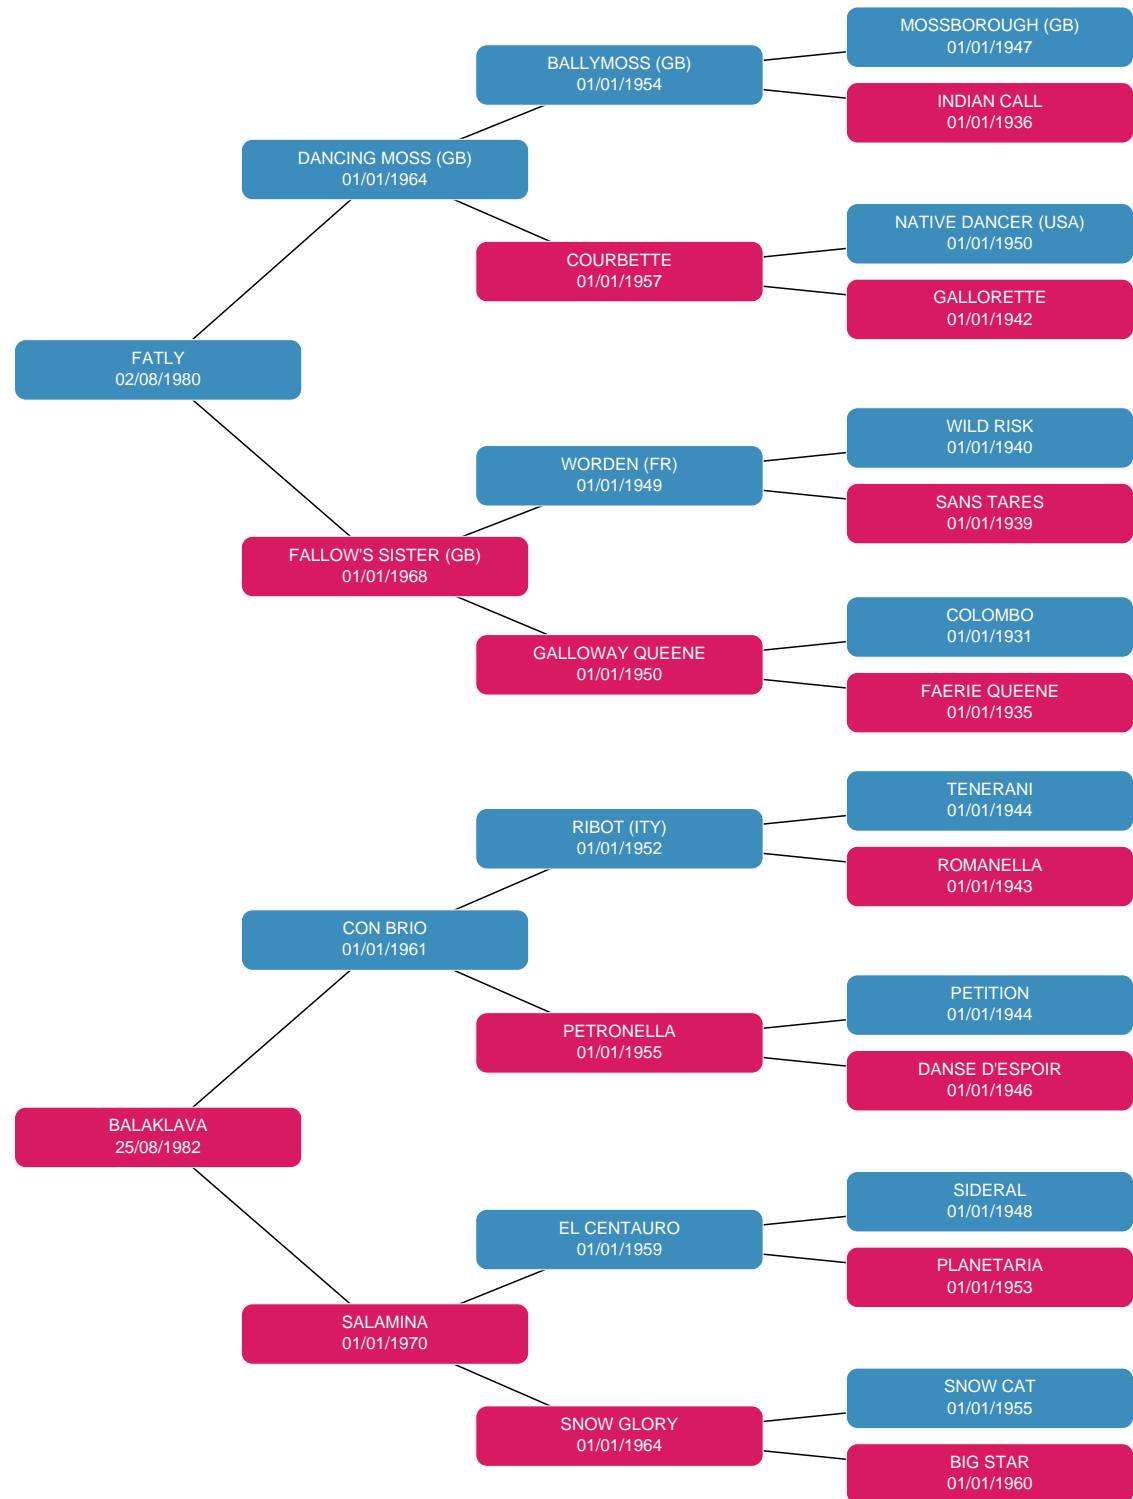 MOSSBOROUGH (GB)
01/01/1947
BALLYMOSS (GB)
01/01/1954
INDIAN CALL
01/01/1936
DANCING MOSS (GB)
01/01/1964
NATIVE DANCER (USA)
01/01/1950
COURBETTE
01/01/1957
GALLORETTE
01/01/1942
FATLY
02/08/1980
WILD RISK
01/01/1940
WORDEN (FR)
01/01/1949
SANS TARES
01/01/1939
FALLOW'S SISTER (GB)
01/01/1968
COLOMBO
01/01/1931
GALLOWAY QUEENE
01/01/1950
FAERIE QUEENE
01/01/1935
TENERANI
01/01/1944
RIBOT (ITY)
01/01/1952
ROMANELLA
01/01/1943
CON BRIO
01/01/1961
PETITION
01/01/1944
PETRONELLA
01/01/1955
DANSE D'ESPOIR
01/01/1946
BALAKLAVA
25/08/1982
SIDERAL
01/01/1948
EL CENTAURO
01/01/1959
PLANETARIA
01/01/1953
SALAMINA
01/01/1970
SNOW CAT
01/01/1955
SNOW GLORY
01/01/1964
BIG STAR
01/01/1960